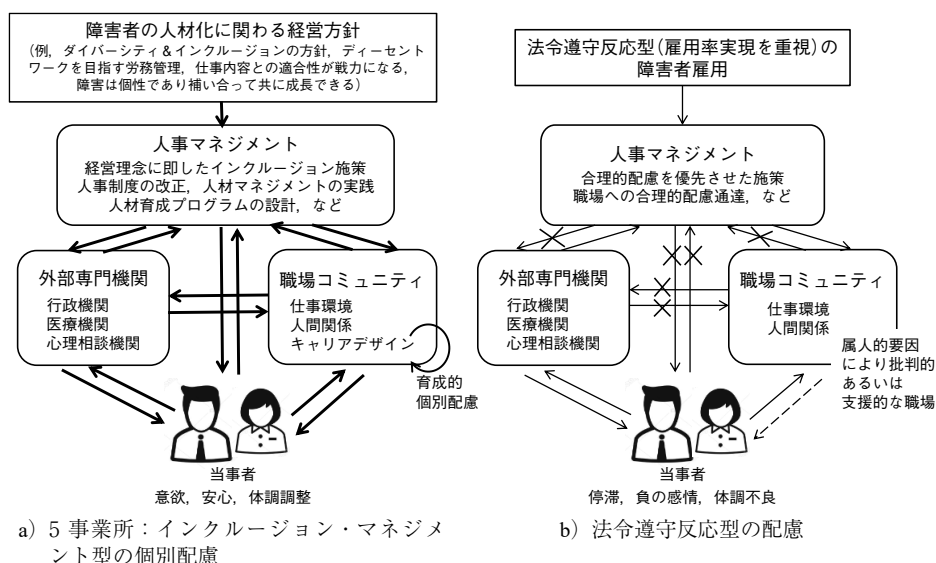 障害者の人材化に関わる経営方針
（例，ダイバーシティ＆インクルージョンの方針，ディーセント
ワークを目指す労務管理，仕事内容との適合性が戦力になる，
障害は個性であり補い合って共に成長できる）
人事マネジメント
経営理念に即したインクルージョン施策
人事制度の改正，人材マネジメントの実践
人材育成プログラムの設計，など
外部専門機関
行政機関
医療機関
心理相談機関
職場コミュニティ
仕事環境
人間関係
キャリアデザイン
育成的
個別配慮
当事者
意欲，安心，体調調整
a）5 事業所：インクルージョン・マネジメ
ント型の個別配慮
法令遵守反応型（雇用率実現を重視）の
障害者雇用
人事マネジメント
合理的配慮を優先させた施策
職場への合理的配慮通達，など
外部専門機関
行政機関
医療機関
心理相談機関
職場コミュニティ
仕事環境
人間関係
属人的要因
により批判的
あるいは
支援的な職場
当事者
停滞，負の感情，体調不良
b）法令遵守反応型の配慮